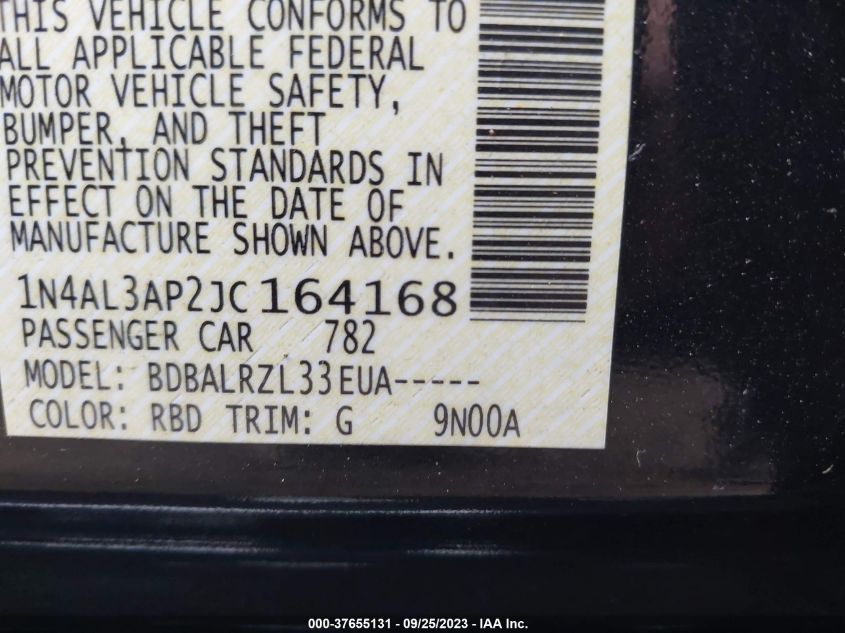 THIS VEHICLE CONFORMS TO
ALL APPLICABLE FEDERAL
MOTOR VEHICLE SAFETY,
BUMPER, AND THEFT
PREVENTION STANDARDS IN
EFFECT ON THE DATE OF
MANUFACTURE SHOWN ABOVE.
1N4AL3AP2JC164168
PASSENGER CAR 782
MODEL: BDBALRZL33EUA-----
COLOR: RBD TRIM: G 9N00A
000-37655131 - 09/25/2023 - IAA Inc.